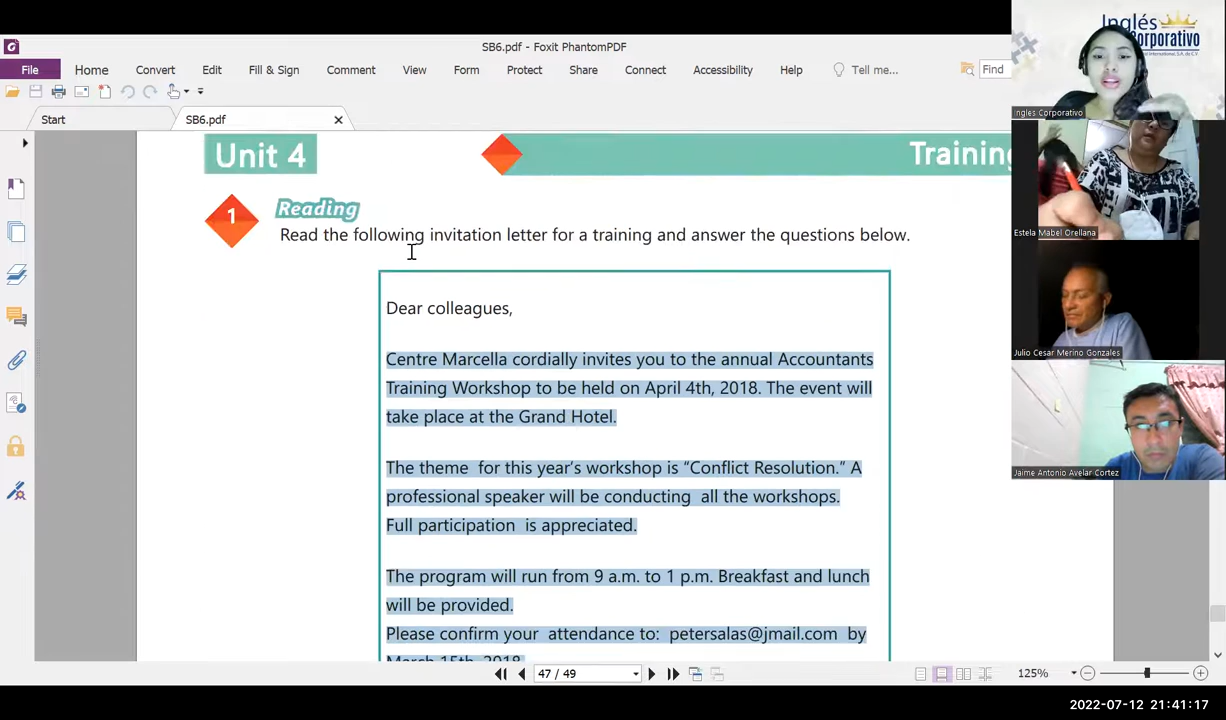 SB6.pdf - Foxit PhantomPDF
File Home Convert Edit Fill & Sign Comment View Form Protect Share Connect Accessibility Help Tell me... Find
Start SB6.pdf
Unit 4
Training
1
Reading
Read the following invitation letter for a training and answer the questions below.
Dear colleagues,
Centre Marcella cordially invites you to the annual Accountants
Training Workshop to be held on April 4th, 2018. The event will
take place at the Grand Hotel.
The theme for this year's workshop is “Conflict Resolution.” A
professional speaker will be conducting all the workshops.
Full participation is appreciated.
The program will run from 9 a.m. to 1 p.m. Breakfast and lunch
will be provided.
Please confirm your attendance to: petersalas@jmail.com by
March 15th, 2018.
47 / 49
125%
Inglés
Corporativo
Ingles Corporativo
Estela Mabel Orellana
Julio Cesar Merino Gonzales
Jaime Antonio Avelar Cortez
2022-07-12 21:41:17